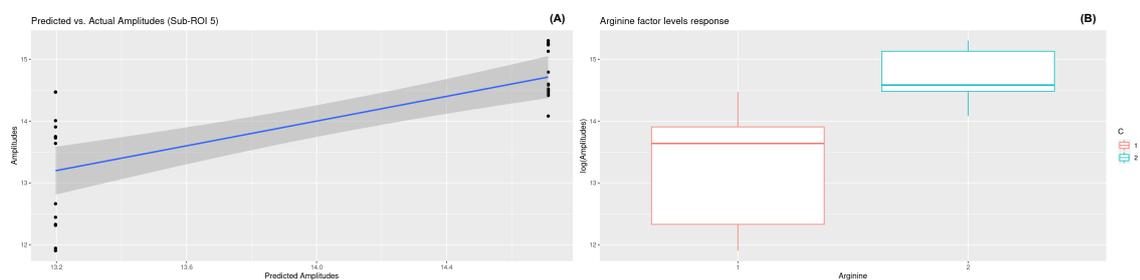 Predicted vs. Actual Amplitudes (Sub-ROI 5)
(A)
15
14
13
12
Amplitudes
13.2
13.6
14.0
14.4
Predicted Amplitudes
Arginine factor levels response
(B)
15
14
13
12
log(Amplitudes)
1
2
Arginine
C
1
2